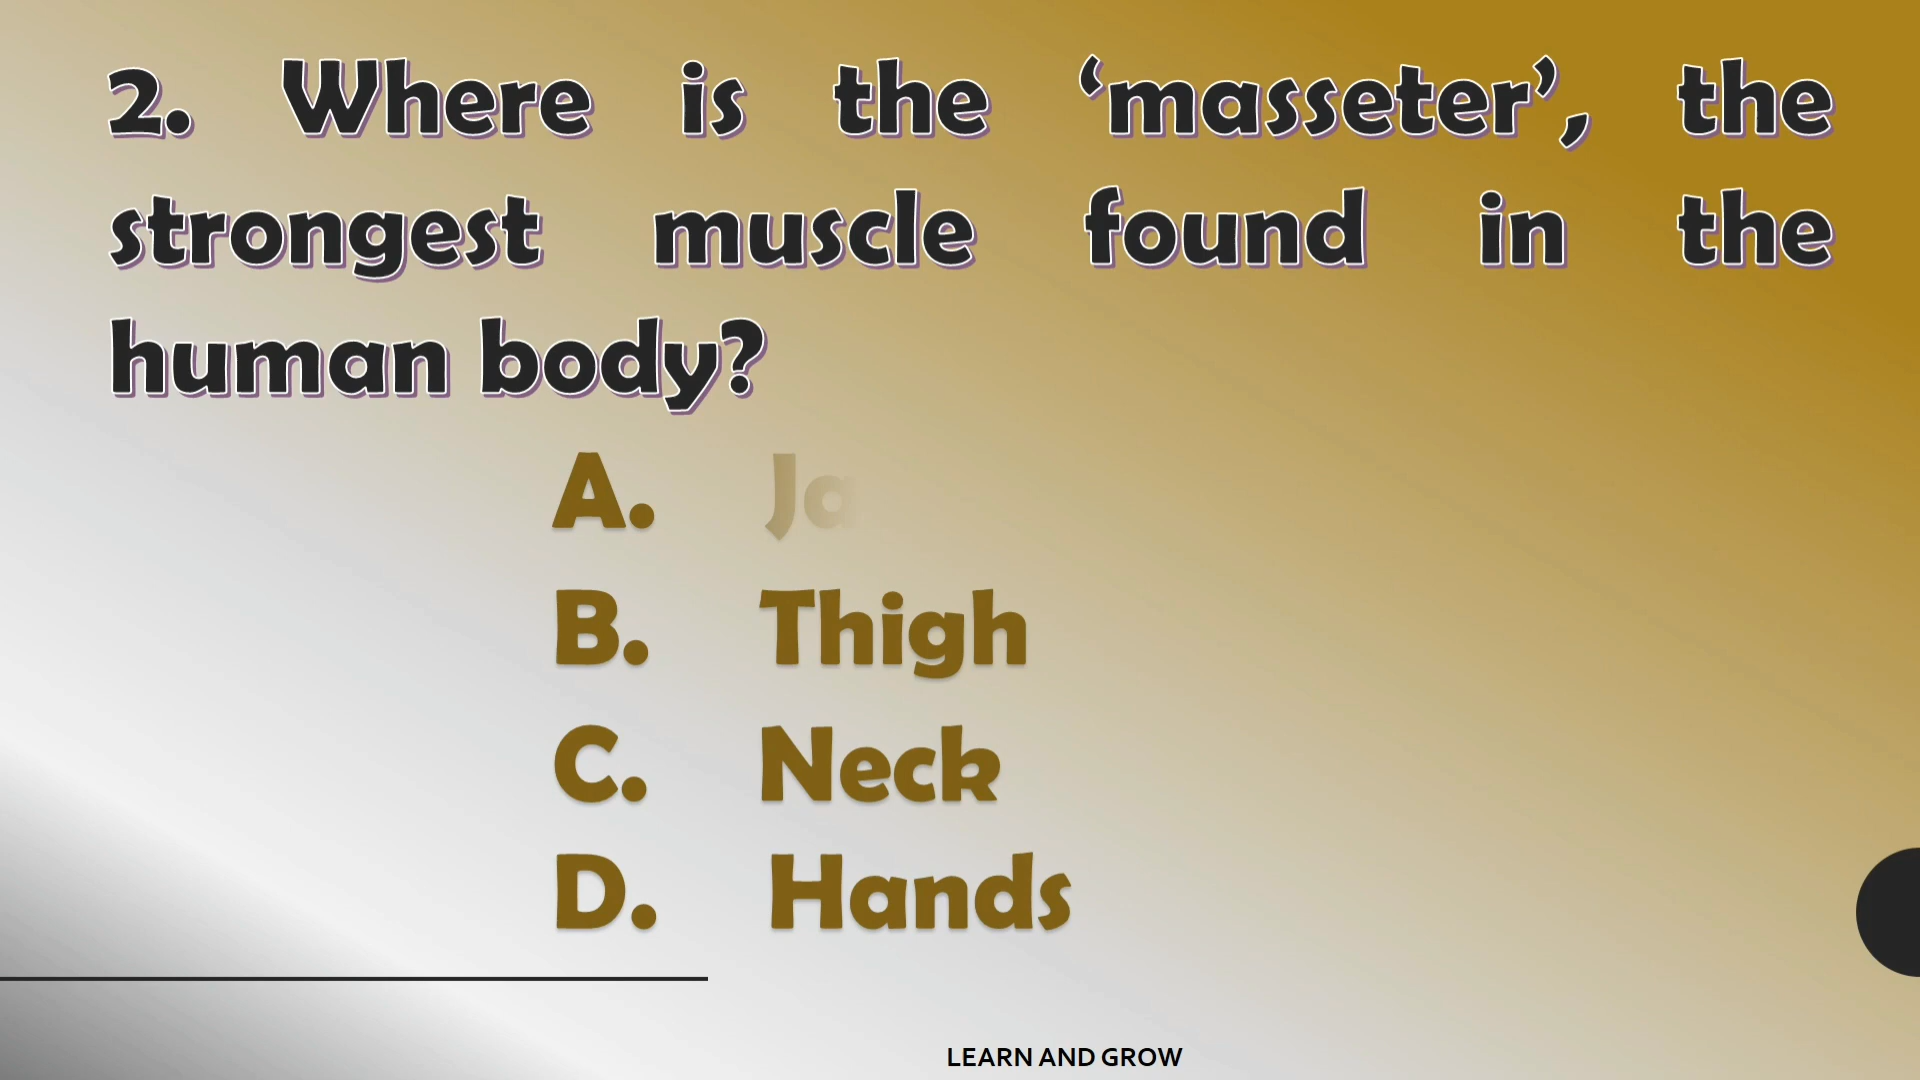 2. Where is the ‘masseter’, the
strongest muscle found in the
human body?
A.
B. Thigh
C. Neck
D. Hands
LEARN AND GROW